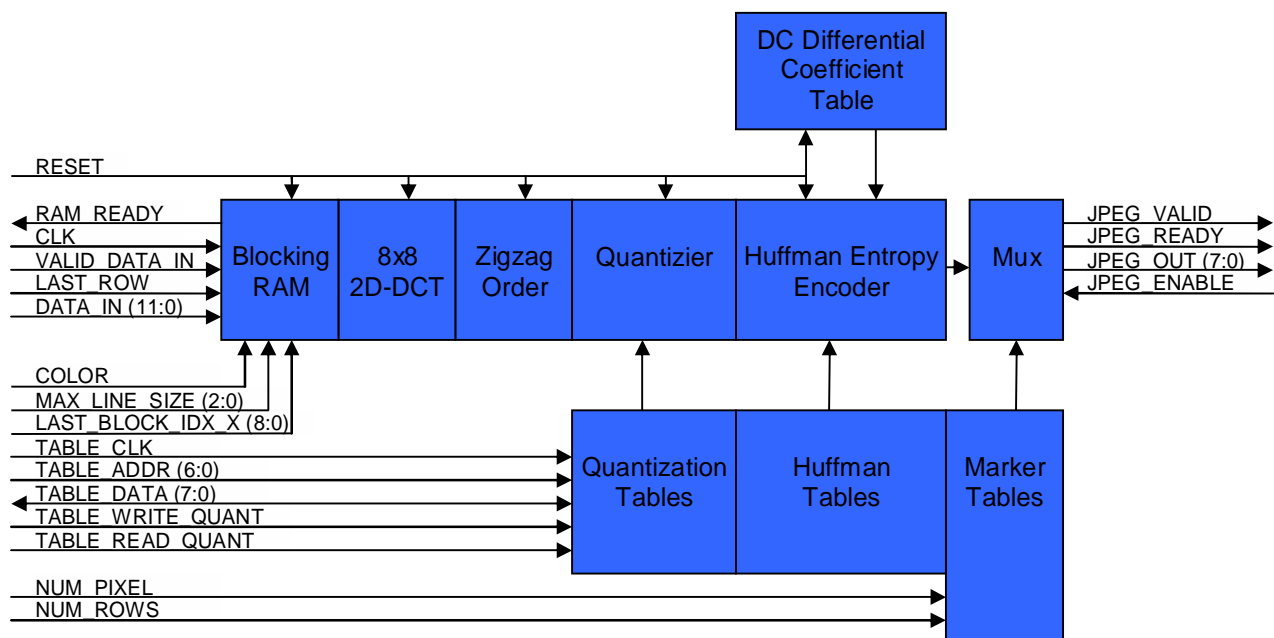 DC Differential
Coefficient
Table
RESET
RAM_READY
CLK
VALID_DATA_IN
LAST_ROW
DATA_IN (11:0)
Blocking
RAM
8x8
2D-DCT
Zigzag
Order
Quantizier
Huffman Entropy
Encoder
Mux
JPEG_VALID
JPEG_READY
JPEG_OUT (7:0)
JPEG_ENABLE
COLOR
MAX_LINE_SIZE (2:0)
LAST_BLOCK_IDX_X (8:0)
TABLE_CLK
TABLE_ADDR (6:0)
TABLE_DATA (7:0)
TABLE_WRITE_QUANT
TABLE_READ_QUANT
Quantization
Tables
Huffman
Tables
Marker
Tables
NUM_PIXEL
NUM_ROWS